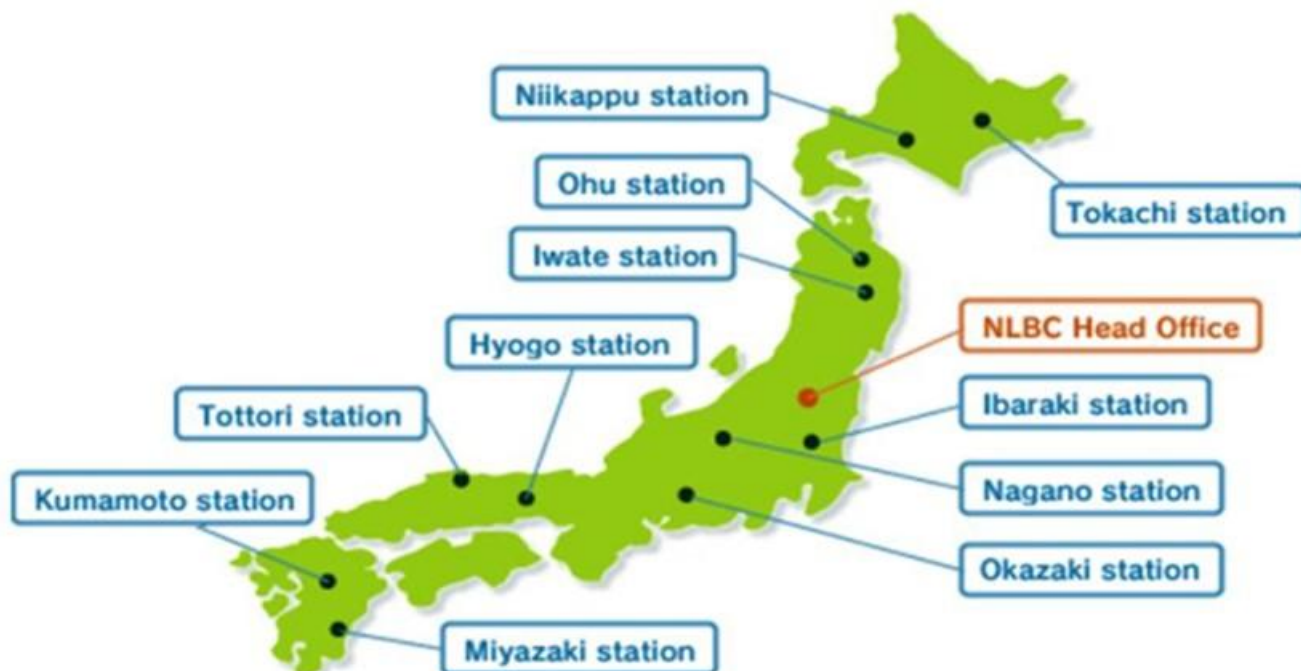 Niikappu station
Ohu station
Tokachi station
Iwate station
NLBC Head Office
Hyogo station
Ibaraki station
Tottori station
Nagano station
Kumamoto station
Okazaki station
Miyazaki station